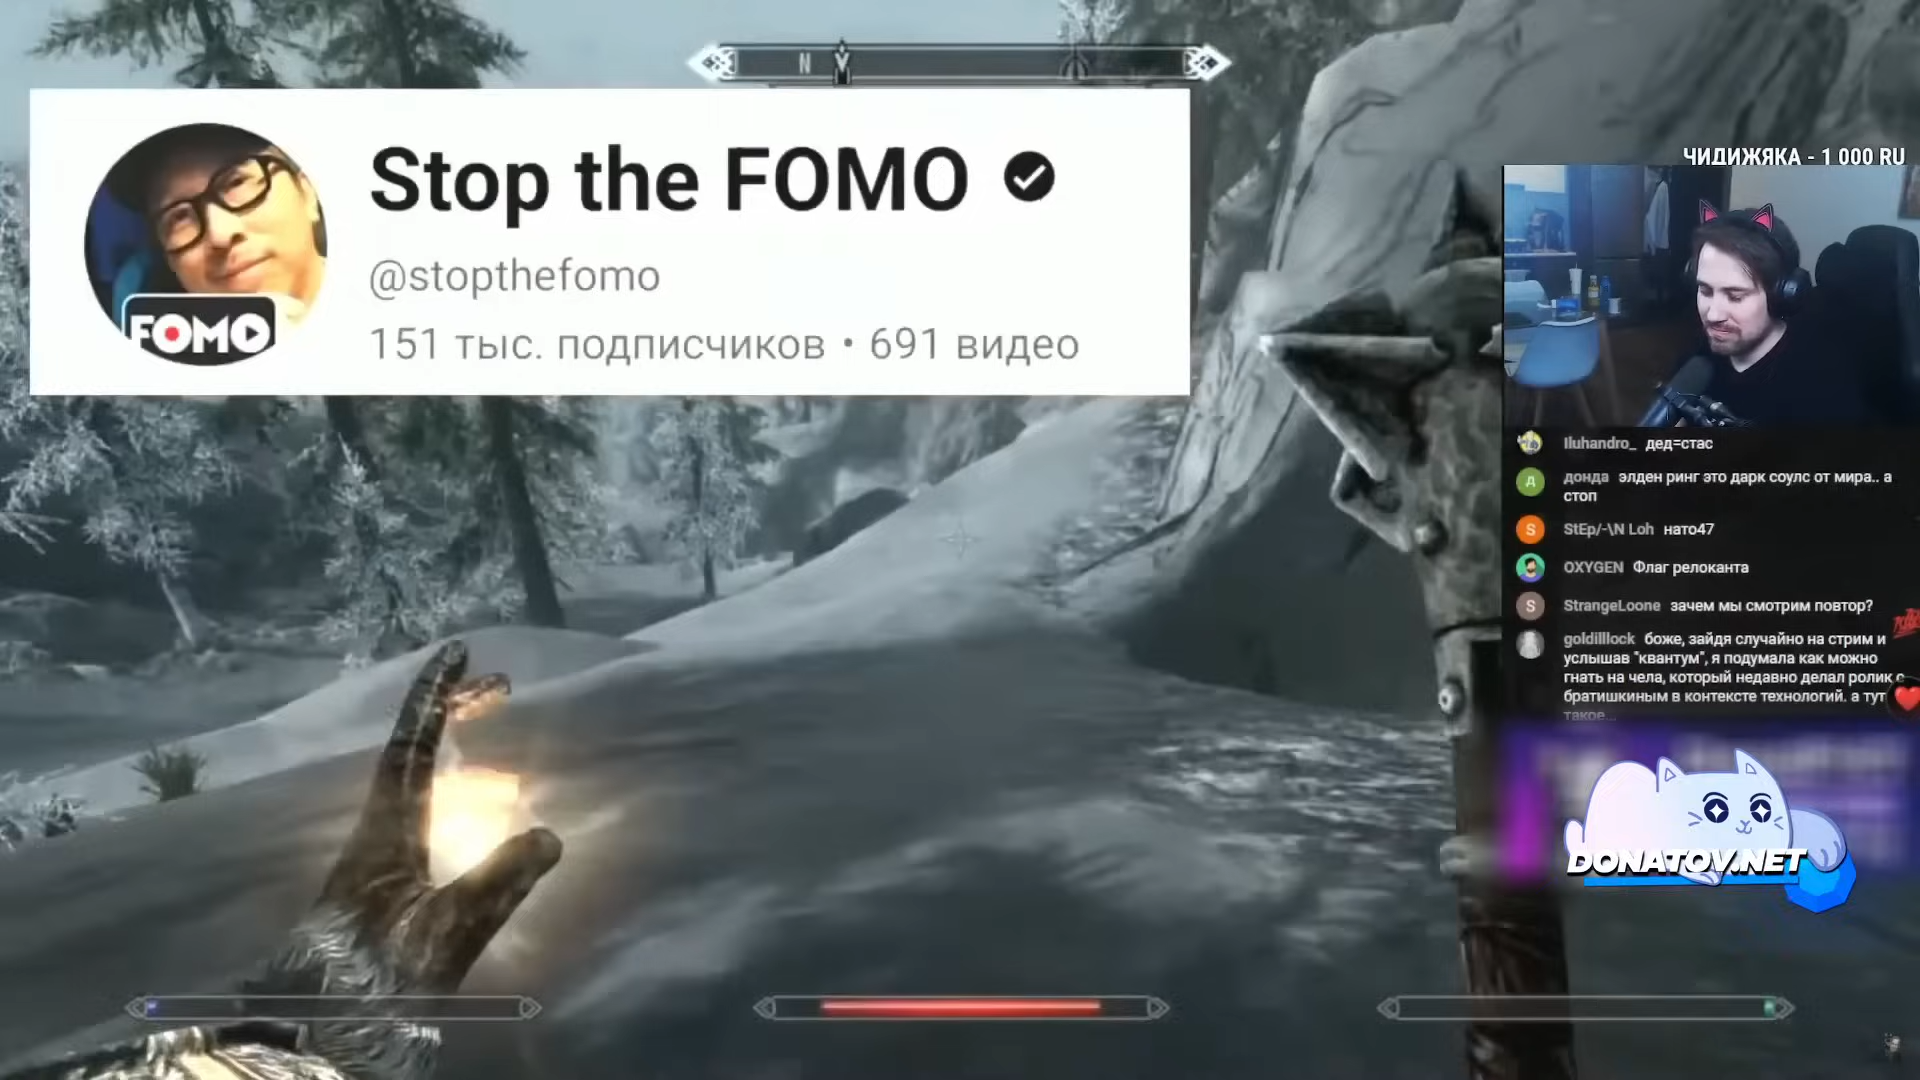 N
Stop the FOMO
@stopthefomo
151 тыс. подписчиков • 691 видео
FOMO
ЧИДИЖЯКА - 1 000 RU
Iluhandro_ дед=стас
донда элден ринг это дарк соулс от мира.. а
стоп
StEp/-\N Loh нато47
OXYGEN Флаг релоканта
StrangeLoone зачем мы смотрим повтор?
goldilllock боже, зайдя случайно на стрим и
услышав "квантум", я подумала как можно
гнать на чела, который недавно делал ролик с
братишкиным в контексте технологий. а тут
такое...
DONATOV.NET